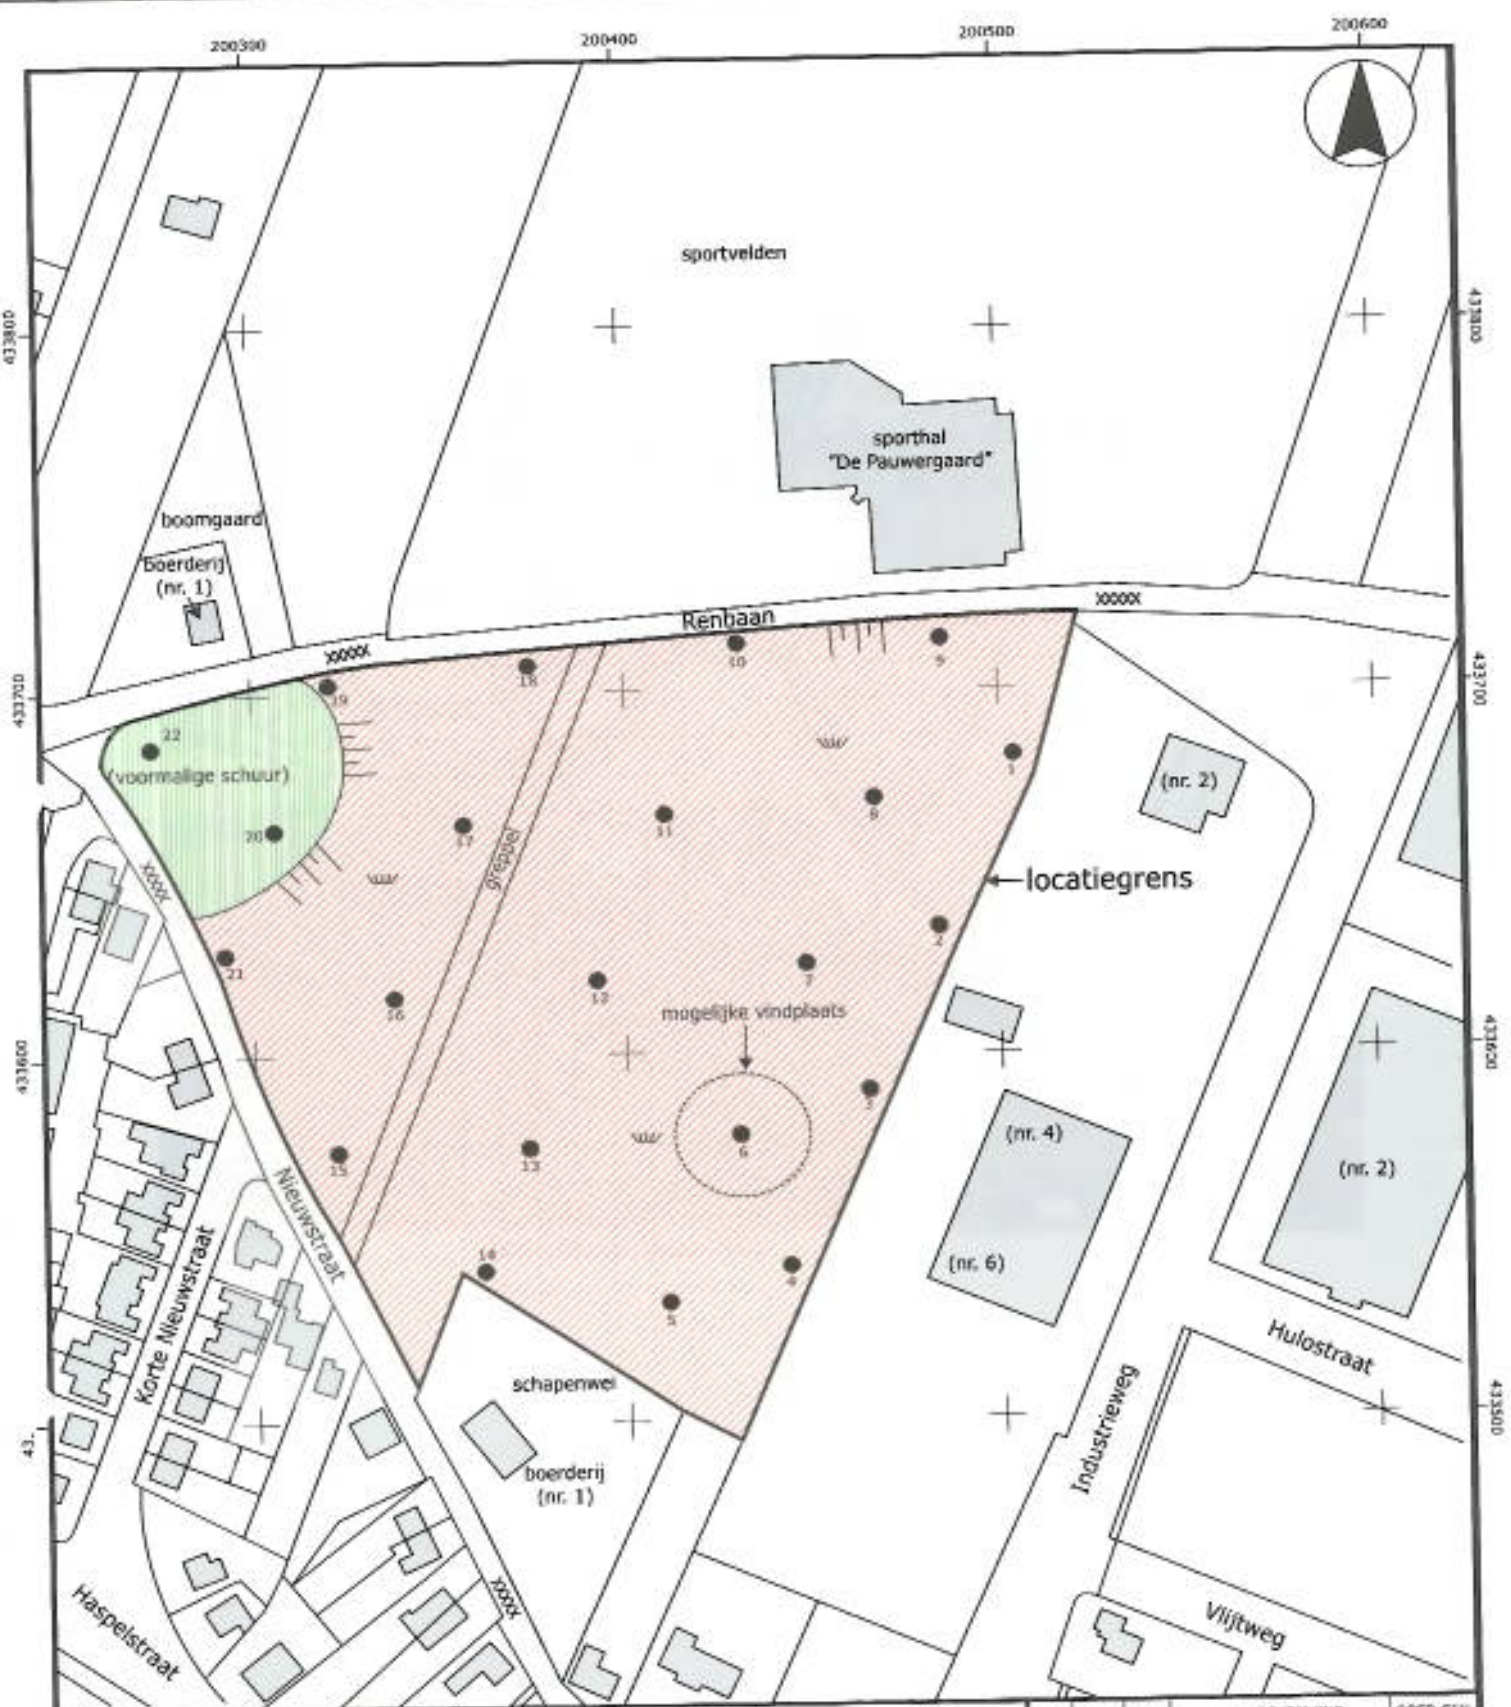 200300
200400
200500
200600
sportvelden
433800
433800
sporthal
"De Pauwergaard"
boomgaard
boerderij
(nr. 1)
xxxxx
Renbaan
xxxxx
433700
433700
19
18
10
9
22
(voormalige schuur)
1
(nr. 2)
20
17
11
8
greppel
xxxxx
locatiegrens
2
21
16
12
7
mogelijke vindplaats
433600
433600
3
(nr. 4)
15
13
6
(nr. 2)
Nieuwstraat
Korte Nieuwstraat
14
4
(nr. 6)
5
Hulostraat
schapenwei
Industrieweg
433500
43
boerderij
(nr. 1)
xxxxx
Haspelstraat
Vlijtweg